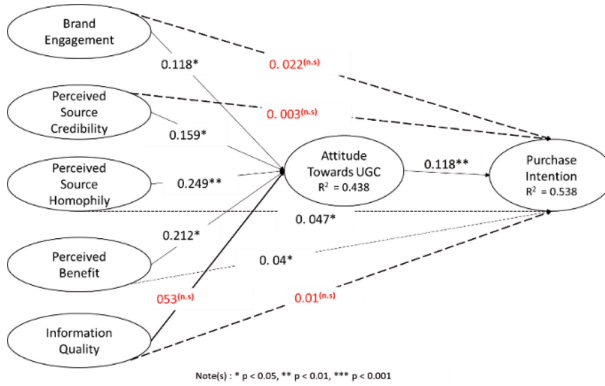 Brand
Engagement
0.118*
0. 022(n.s)
0. 003(n.s)
Perceived
Source
Credibility
0.159*
Attitude
Towards UGC
R² = 0.438
0.118**
Purchase
Intention
R² = 0.538
Perceived
Source
Homophily
0.249**
0. 047*
0.212*
Perceived
Benefit
0. 04*
053(n.s)
0.01(n.s)
Information
Quality
Note(s) : * p < 0.05, ** p < 0.01, *** p < 0.001